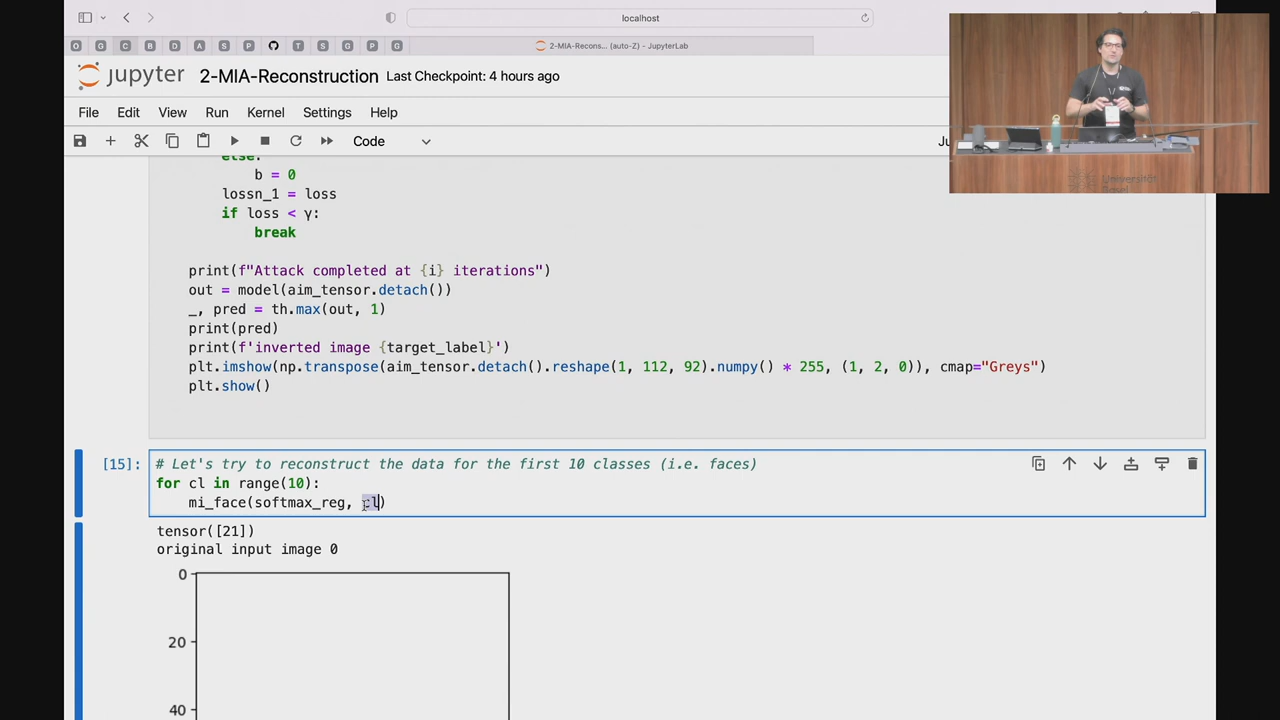 localhost
O G C B D A S P T S G P G
2-MIA-Recons... (auto-Z) - JupyterLab
jupyter 2-MIA-Reconstruction Last Checkpoint: 4 hours ago
File Edit View Run Kernel Settings Help
Code
Ju
else:
b = 0
lossn_1 = loss
if loss < γ:
break
print(f"Attack completed at {i} iterations")
out = model(aim_tensor.detach())
_, pred = th.max(out, 1)
print(pred)
print(f'inverted image {target_label}')
plt.imshow(np.transpose(aim_tensor.detach().reshape(1, 112, 92).numpy() * 255, (1, 2, 0)), cmap="Greys")
plt.show()
[15]: # Let's try to reconstruct the data for the first 10 classes (i.e. faces)
for cl in range(10):
mi_face(softmax_reg, cl)
tensor([21])
original input image 0
0
20
40
Universität
Basel